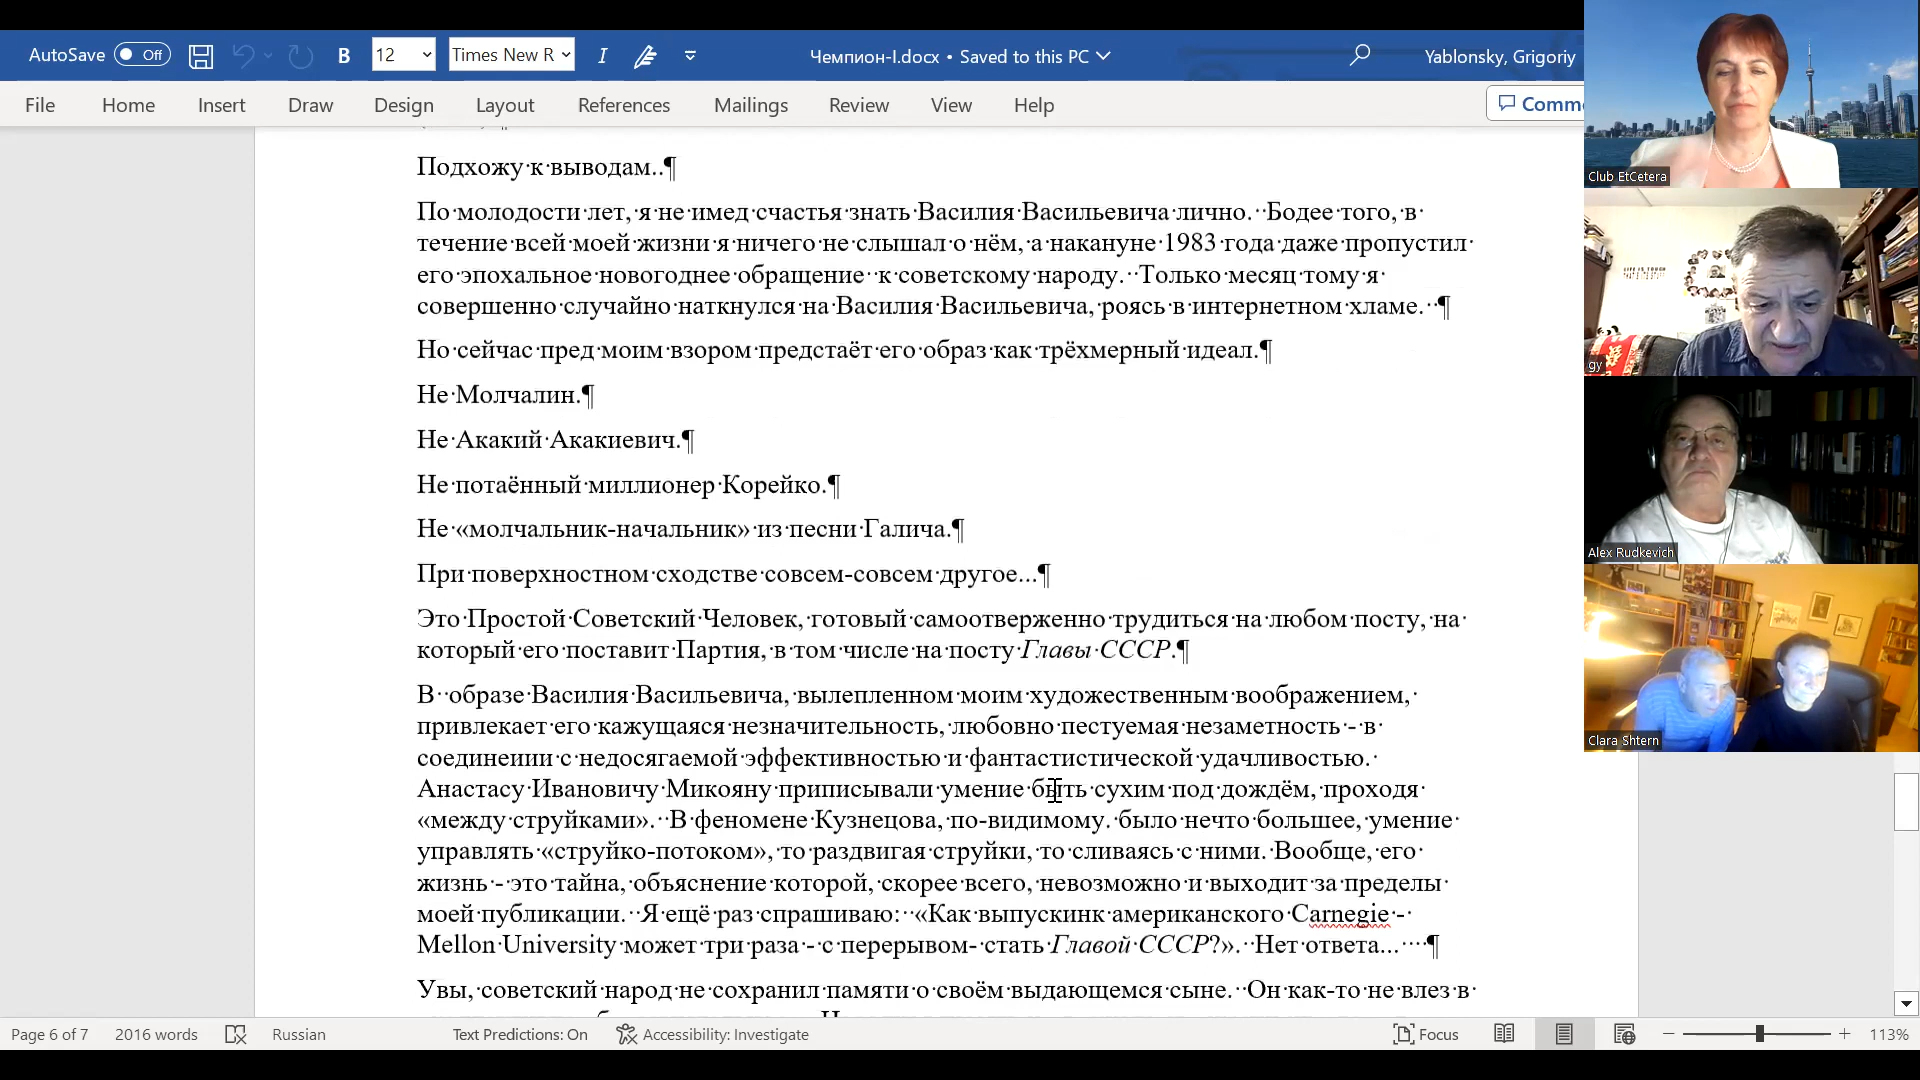 AutoSave Off B 12 Times New R I Чемпион-I.docx • Saved to this PC Yablonsky, Grigoriy
File Home Insert Draw Design Layout References Mailings Review View Help Comme
Подхожу к выводам..¶
По молодости лет, я не имед счастья знать Василия Васильевича лично. Бодее того, в
течение всей моей жизни я ничего не слышал о нём, а накануне 1983 года даже пропустил
его эпохальное новогоднее обращение к советскому народу. Только месяц тому я
совершенно случайно наткнулся на Василия Васильевича, роясь в интернетном хламе. ¶
Но сейчас пред моим взором предстаёт его образ как трёхмерный идеал.¶
Не Молчалин.¶
Не Акакий Акакиевич.¶
Не потаённый миллионер Корейко.¶
Не «молчальник-начальник» из песни Галича.¶
При поверхностном сходстве совсем-совсем другое...¶
Это Простой Советский Человек, готовый самоотверженно трудиться на любом посту, на
который его поставит Партия, в том числе на посту Главы СССР.¶
В образе Василия Васильевича, вылепленном моим художественным воображением,
привлекает его кажущаяся незначительность, любовно пестуемая незаметность - в
соединеиии с недосягаемой эффективностью и фантастистической удачливостью.
Анастасу Ивановичу Микояну приписывали умение быть сухим под дождём, проходя
«между струйками». В феномене Кузнецова, по-видимому. было нечто большее, умение
управлять «струйко-потоком», то раздвигая струйки, то сливаясь с ними. Вообще, его
жизнь - это тайна, объяснение которой, скорее всего, невозможно и выходит за пределы
моей публикации. Я ещё раз спрашиваю: «Как выпускинк американского Carnegie -
Mellon University может три раза - с перерывом- стать Главой СССР?». Нет ответа... ¶
Увы, советский народ не сохранил памяти о своём выдающемся сыне. Он как-то не влез в
Page 6 of 7 2016 words Russian Text Predictions: On Accessibility: Investigate Focus 113%
Club EtCetera
gy
Alex Rudkevich
Clara Shtern